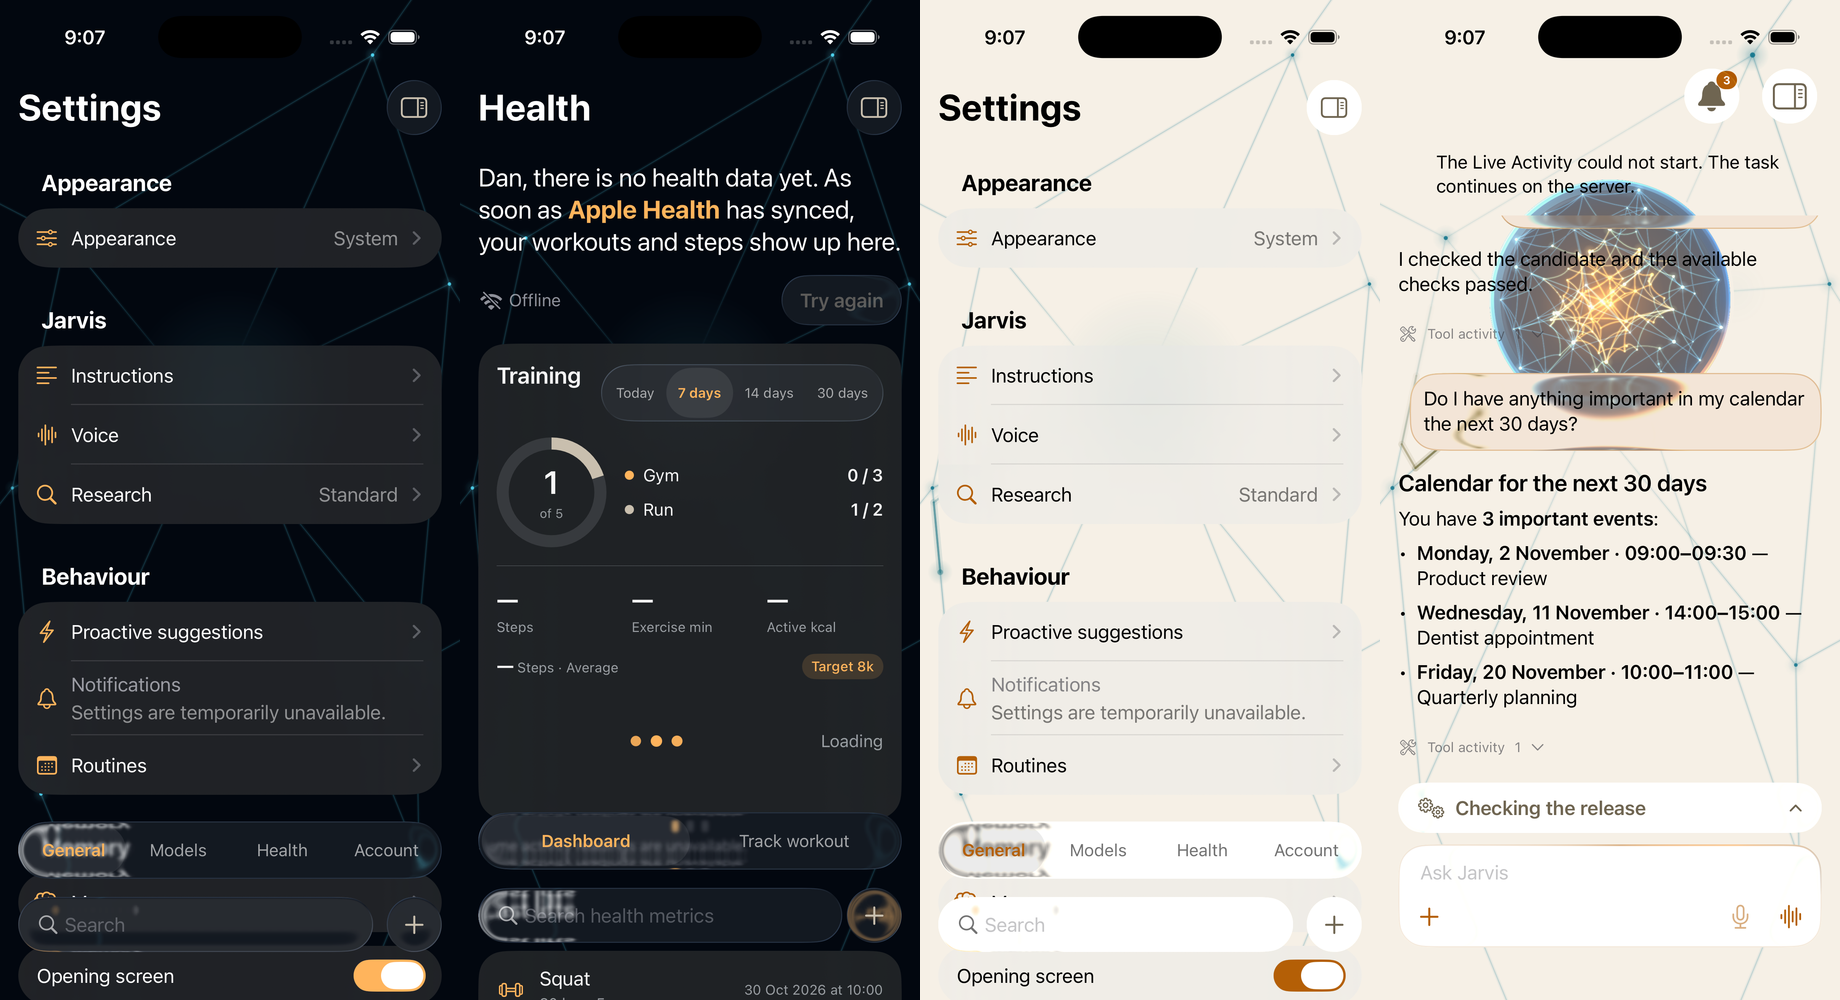 9:07
Settings
Appearance
Appearance System
Jarvis
Instructions
Voice
Research Standard
Behaviour
Proactive suggestions
Notifications
Settings are temporarily unavailable.
Routines
General Models Health Account
Search
Opening screen
9:07
Health
Dan, there is no health data yet. As
soon as Apple Health has synced,
your workouts and steps show up here.
Offline Try again
Training
Today 7 days 14 days 30 days
1
of 5
Gym 0 / 3
Run 1 / 2
— — —
Steps Exercise min Active kcal
— Steps · Average Target 8k
Loading
Dashboard Track workout
Search health metrics
Squat
30 Oct 2026 at 10:00
9:07
Settings
Appearance
Appearance System
Jarvis
Instructions
Voice
Research Standard
Behaviour
Proactive suggestions
Notifications
Settings are temporarily unavailable.
Routines
General Models Health Account
Search
Opening screen
9:07
3
The Live Activity could not start. The task
continues on the server.
I checked the candidate and the available
checks passed.
Tool activity
Do I have anything important in my calendar
the next 30 days?
Calendar for the next 30 days
You have 3 important events:
• Monday, 2 November · 09:00–09:30 —
Product review
• Wednesday, 11 November · 14:00–15:00 —
Dentist appointment
• Friday, 20 November · 10:00–11:00 —
Quarterly planning
Tool activity 1
Checking the release
Ask Jarvis